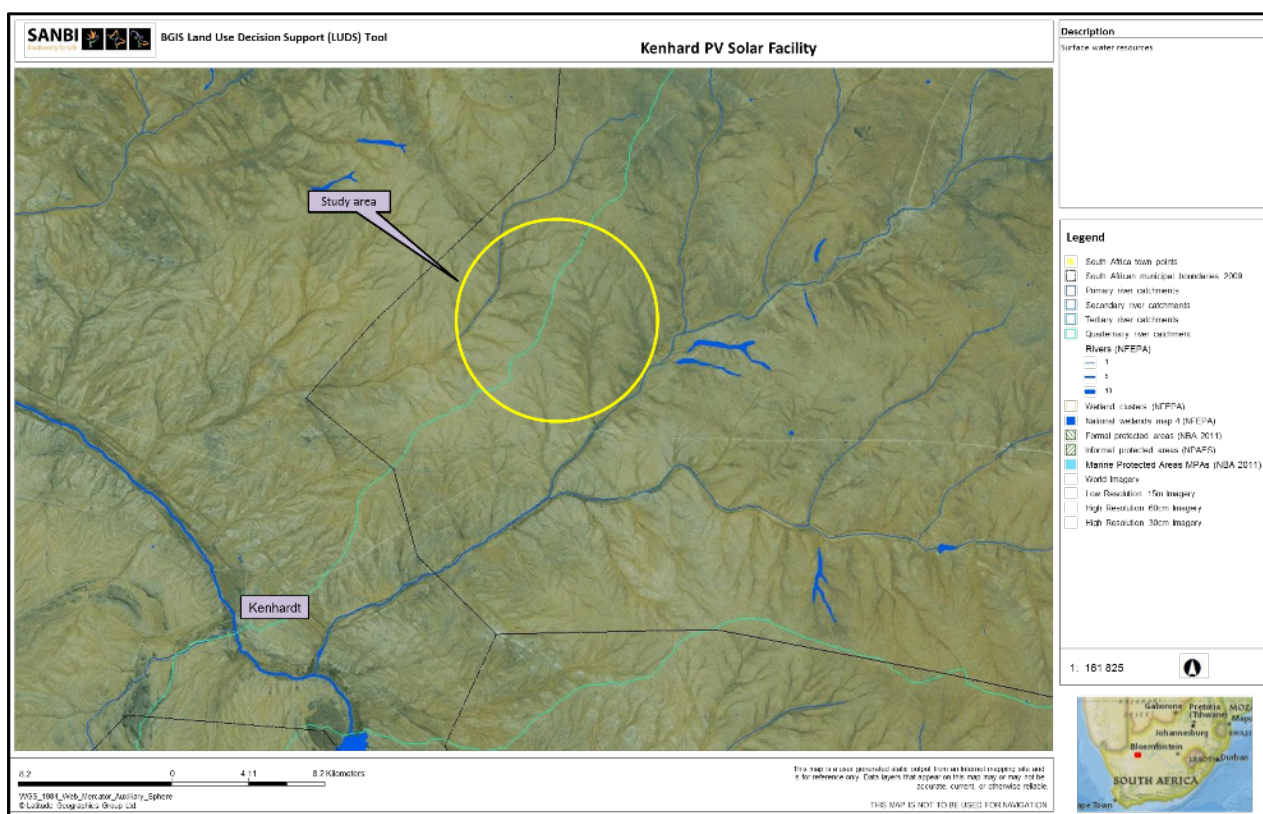 SANBI
Biodiversity for Life
BGIS Land Use Decision Support (LUDS) Tool
Kenhard PV Solar Facility
Description
Surface water resources
Study area
Kenhardt
Legend
South Africa town points
South African municipal boundaries 2009
Primary river catchments
Secondary river catchments
Tertiary river catchments
Quaternary river catchment
Rivers (NFEPA)
1
5
10
Wetland clusters (NFEPA)
National wetlands map 4 (NFEPA)
Formal protected areas (NBA 2011)
Informal protected areas (NPAES)
Marine Protected Areas MPAs (NBA 2011)
World Imagery
Low Resolution 15m Imagery
High Resolution 60cm Imagery
High Resolution 30cm Imagery
1: 161 825
Gaborone Pretoria MOZ
(Tshwane) Map
Johannesburg SWAZ
Bloemfontein
LESOTHO Durban
SOUTH AFRICA
ape Town
8.2 0 4.11 8.2 Kilometers
WGS_1984_Web_Mercator_Auxiliary_Sphere
© Latitude Geographics Group Ltd.
This map is a user generated static output from an Internet mapping site and
is for reference only. Data layers that appear on this map may or may not be
accurate, current, or otherwise reliable.
THIS MAP IS NOT TO BE USED FOR NAVIGATION